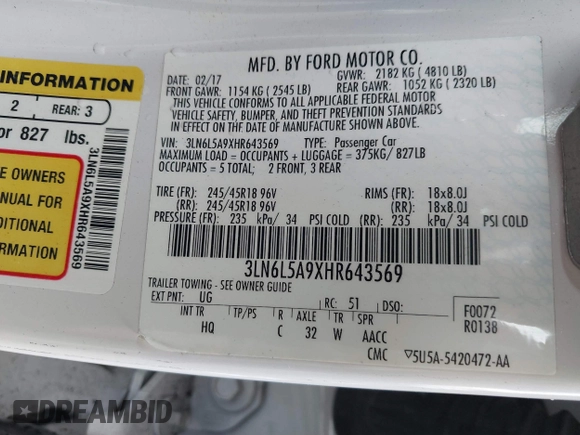 INFORMATION
2 REAR: 3
or 827 lbs.
E OWNERS
ANUAL FOR
DITIONAL
ORMATION
3LN6L5A9XHR643569
MFD. BY FORD MOTOR CO.
DATE: 02/17 GVWR: 2182 KG ( 4810 LB)
FRONT GAWR: 1154 KG ( 2545 LB) REAR GAWR: 1052 KG ( 2320 LB)
THIS VEHICLE CONFORMS TO ALL APPLICABLE FEDERAL MOTOR
VEHICLE SAFETY, BUMPER, AND THEFT PREVENTION STANDARDS
IN EFFECT ON THE DATE OF MANUFACTURE SHOWN ABOVE.
VIN: 3LN6L5A9XHR643569 TYPE: Passenger Car
MAXIMUM LOAD = OCCUPANTS + LUGGAGE = 375KG/ 827LB
OCCUPANTS = 5 TOTAL; 2 FRONT, 3 REAR
TIRE (FR): 245/45R18 96V RIMS (FR): 18x8.0J
(RR): 245/45R18 96V (RR): 18x8.0J
PRESSURE (FR): 235 kPa/ 34 PSI COLD (RR): 235 kPa/ 34 PSI COLD
3LN6L5A9XHR643569
TRAILER TOWING - SEE OWNER GUIDE
EXT PNT: UG RC: 51 DSO: F0072
INT TR TP/PS R AXLE TR SPR R0138
HQ C 32 W AACC
CMC 5U5A-5420472-AA
DREAMBID